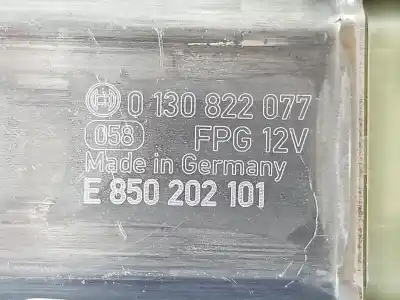 0 130 822 077
058 FPG 12V
Made in Germany
E 850 202 101